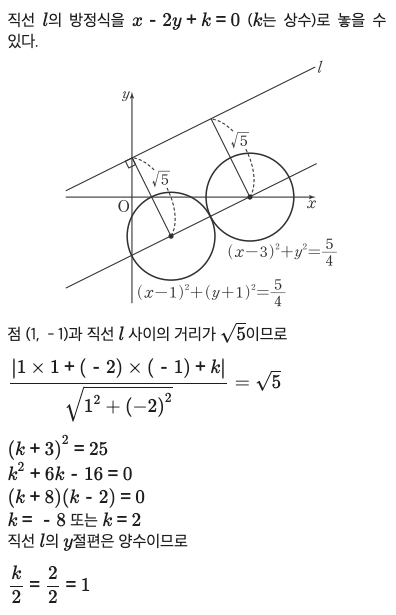 직선 l의 방정식을 x - 2y + k = 0 (k는 상수)로 놓을 수
있다.
l
y
√5
√5
O
x
(x-3)²+y²=5/4
(x-1)²+(y+1)²=5/4
점 (1, -1)과 직선 l 사이의 거리가 √5이므로
|1 × 1 + ( - 2) × ( - 1) + k| / √(1² + (-2)²) = √5
(k + 3)² = 25
k² + 6k - 16 = 0
(k + 8)(k - 2) = 0
k = - 8 또는 k = 2
직선 l의 y절편은 양수이므로
k/2 = 2/2 = 1